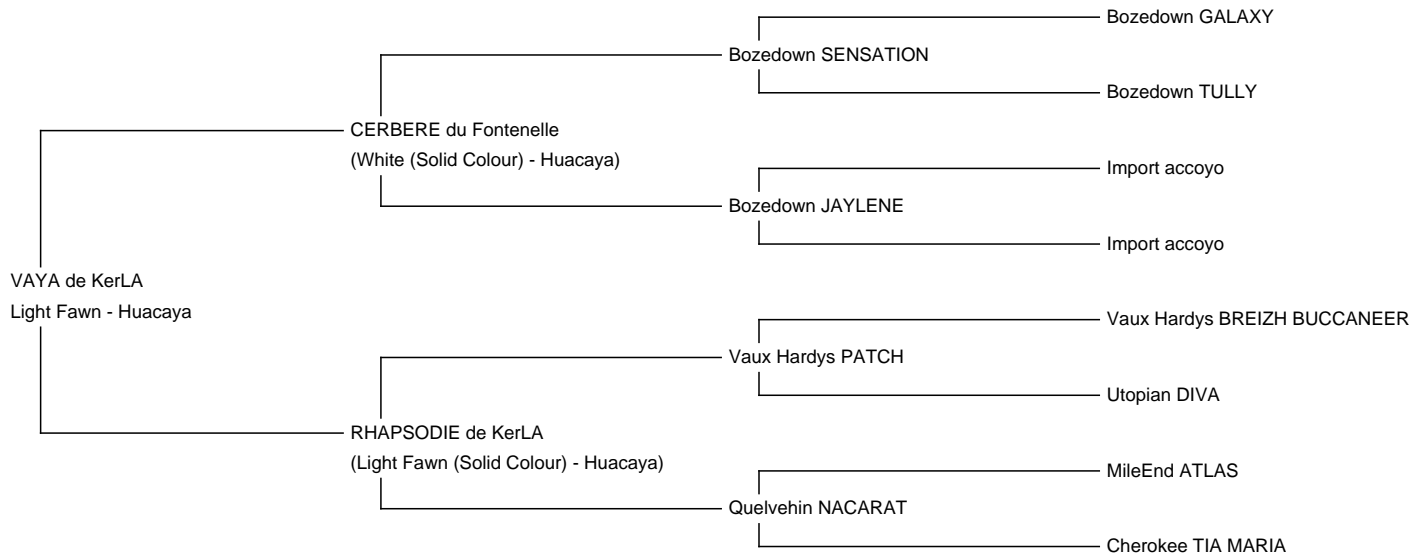 Bozedown GALAXY
Bozedown SENSATION
Bozedown TULLY
CERBERE du Fontenelle
(White (Solid Colour) - Huacaya)
Import accoyo
Bozedown JAYLENE
Import accoyo
VAYA de KerLA
Light Fawn - Huacaya
Vaux Hardys BREIZH BUCCANEER
Vaux Hardys PATCH
Utopian DIVA
RHAPSODIE de KerLA
(Light Fawn (Solid Colour) - Huacaya)
MileEnd ATLAS
Quelvehin NACARAT
Cherokee TIA MARIA